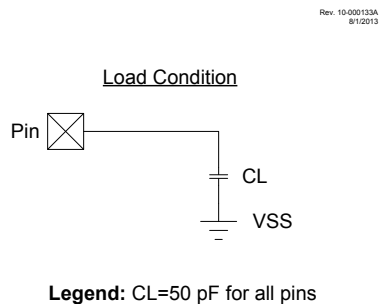 Rev. 10-000133A
8/1/2013
Load Condition
Pin
CL
VSS
Legend: CL=50 pF for all pins